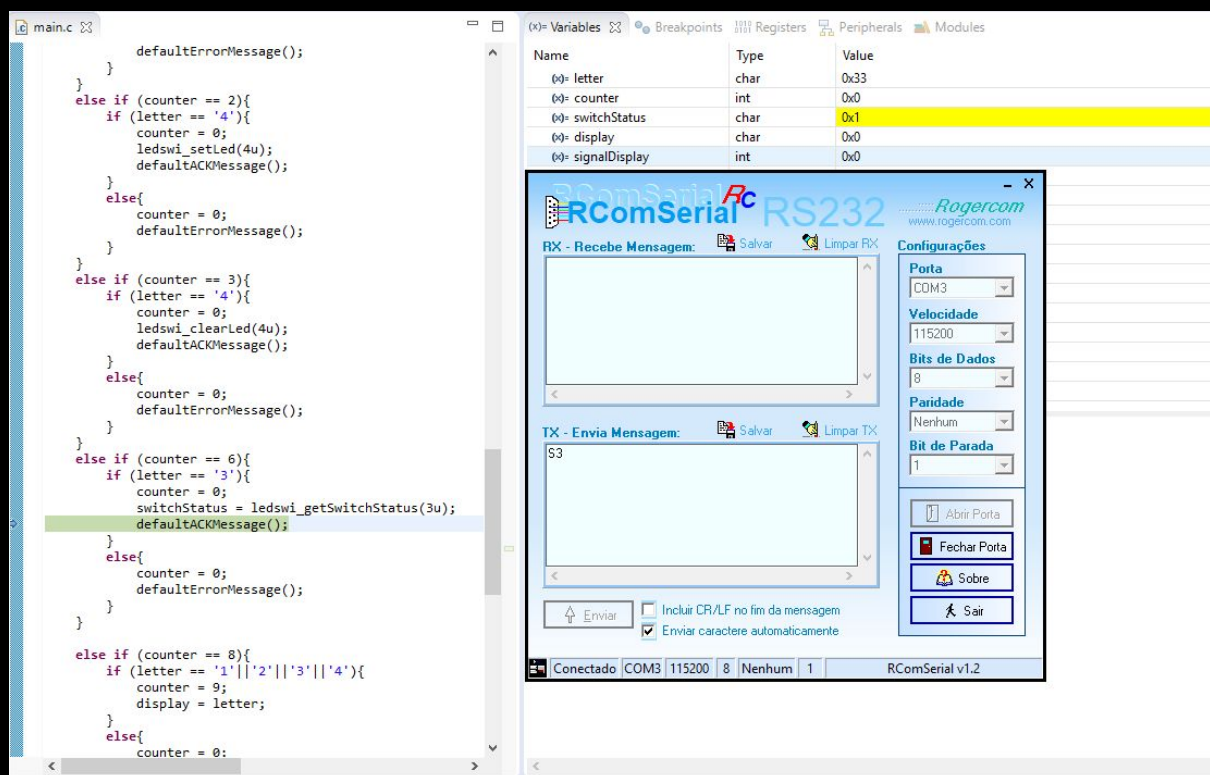 main.c
defaultErrorMessage();
}
}
else if (counter == 2){
if (letter == '4'){
counter = 0;
ledswi_setLed(4u);
defaultACKMessage();
}
else{
counter = 0;
defaultErrorMessage();
}
}
else if (counter == 3){
if (letter == '4'){
counter = 0;
ledswi_clearLed(4u);
defaultACKMessage();
}
else{
counter = 0;
defaultErrorMessage();
}
}
else if (counter == 6){
if (letter == '3'){
counter = 0;
switchStatus = ledswi_getSwitchStatus(3u);
defaultACKMessage();
}
else{
counter = 0;
defaultErrorMessage();
}
}
else if (counter == 8){
if (letter == '1'||'2'||'3'||'4'){
counter = 9;
display = letter;
}
else{
counter = 0;
(x)= Variables Breakpoints Registers Peripherals Modules
Name Type Value
(x)= letter char 0x33
(x)= counter int 0x0
(x)= switchStatus char 0x1
(x)= display char 0x0
(x)= signalDisplay int 0x0
RComSerial RC RS232
Rogercom
www.rogercom.com
RX - Recebe Mensagem: Salvar Limpar RX
TX - Envia Mensagem: Salvar Limpar TX
S3
Enviar
Incluir CR/LF no fim da mensagem
Enviar caractere automaticamente
Configurações
Porta
COM3
Velocidade
115200
Bits de Dados
8
Paridade
Nenhum
Bit de Parada
1
Abrir Porta
Fechar Porta
Sobre
Sair
Conectado COM3 115200 8 Nenhum 1 RComSerial v1.2